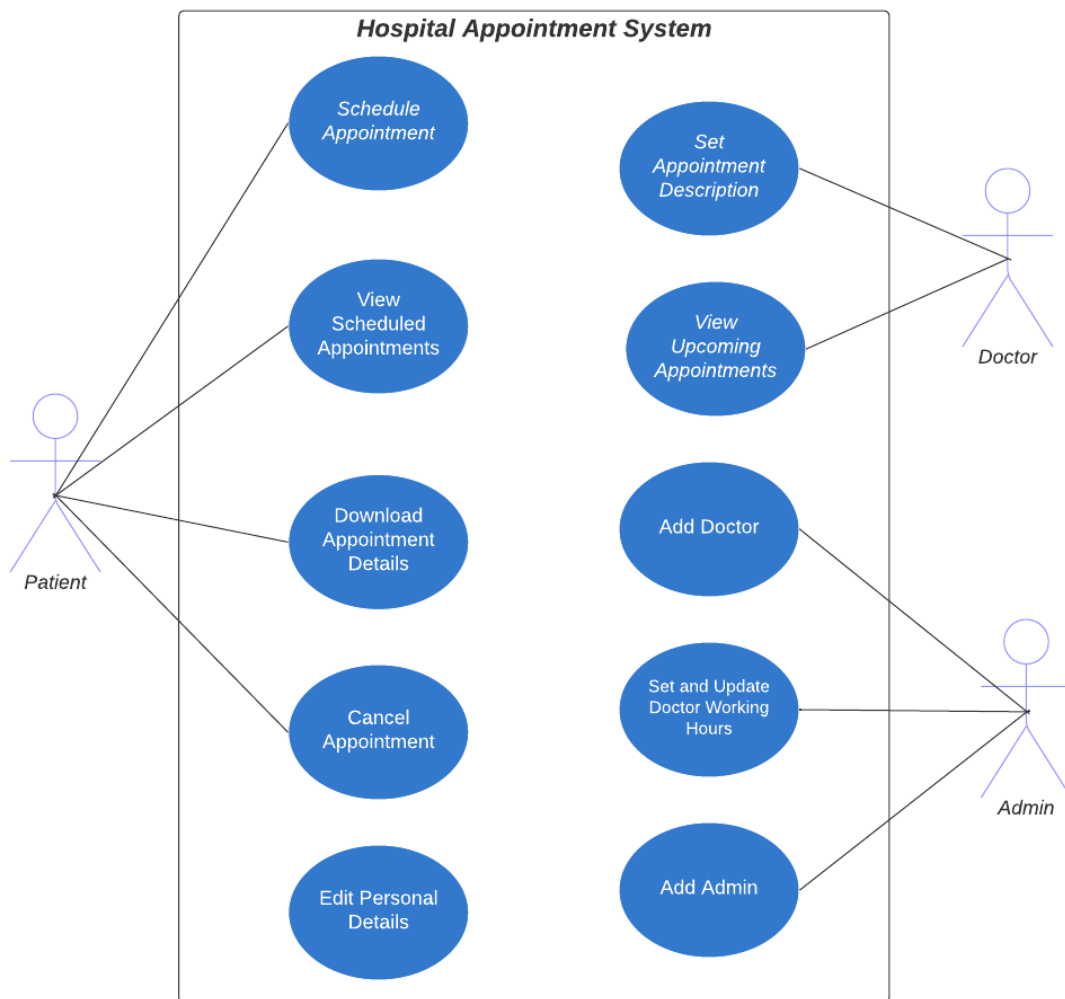 Hospital Appointment System
Schedule
Appointment
View
Scheduled
Appointments
Download
Appointment
Details
Cancel
Appointment
Edit Personal
Details
Set
Appointment
Description
View
Upcoming
Appointments
Add Doctor
Set and Update
Doctor Working
Hours
Add Admin
Patient
Doctor
Admin